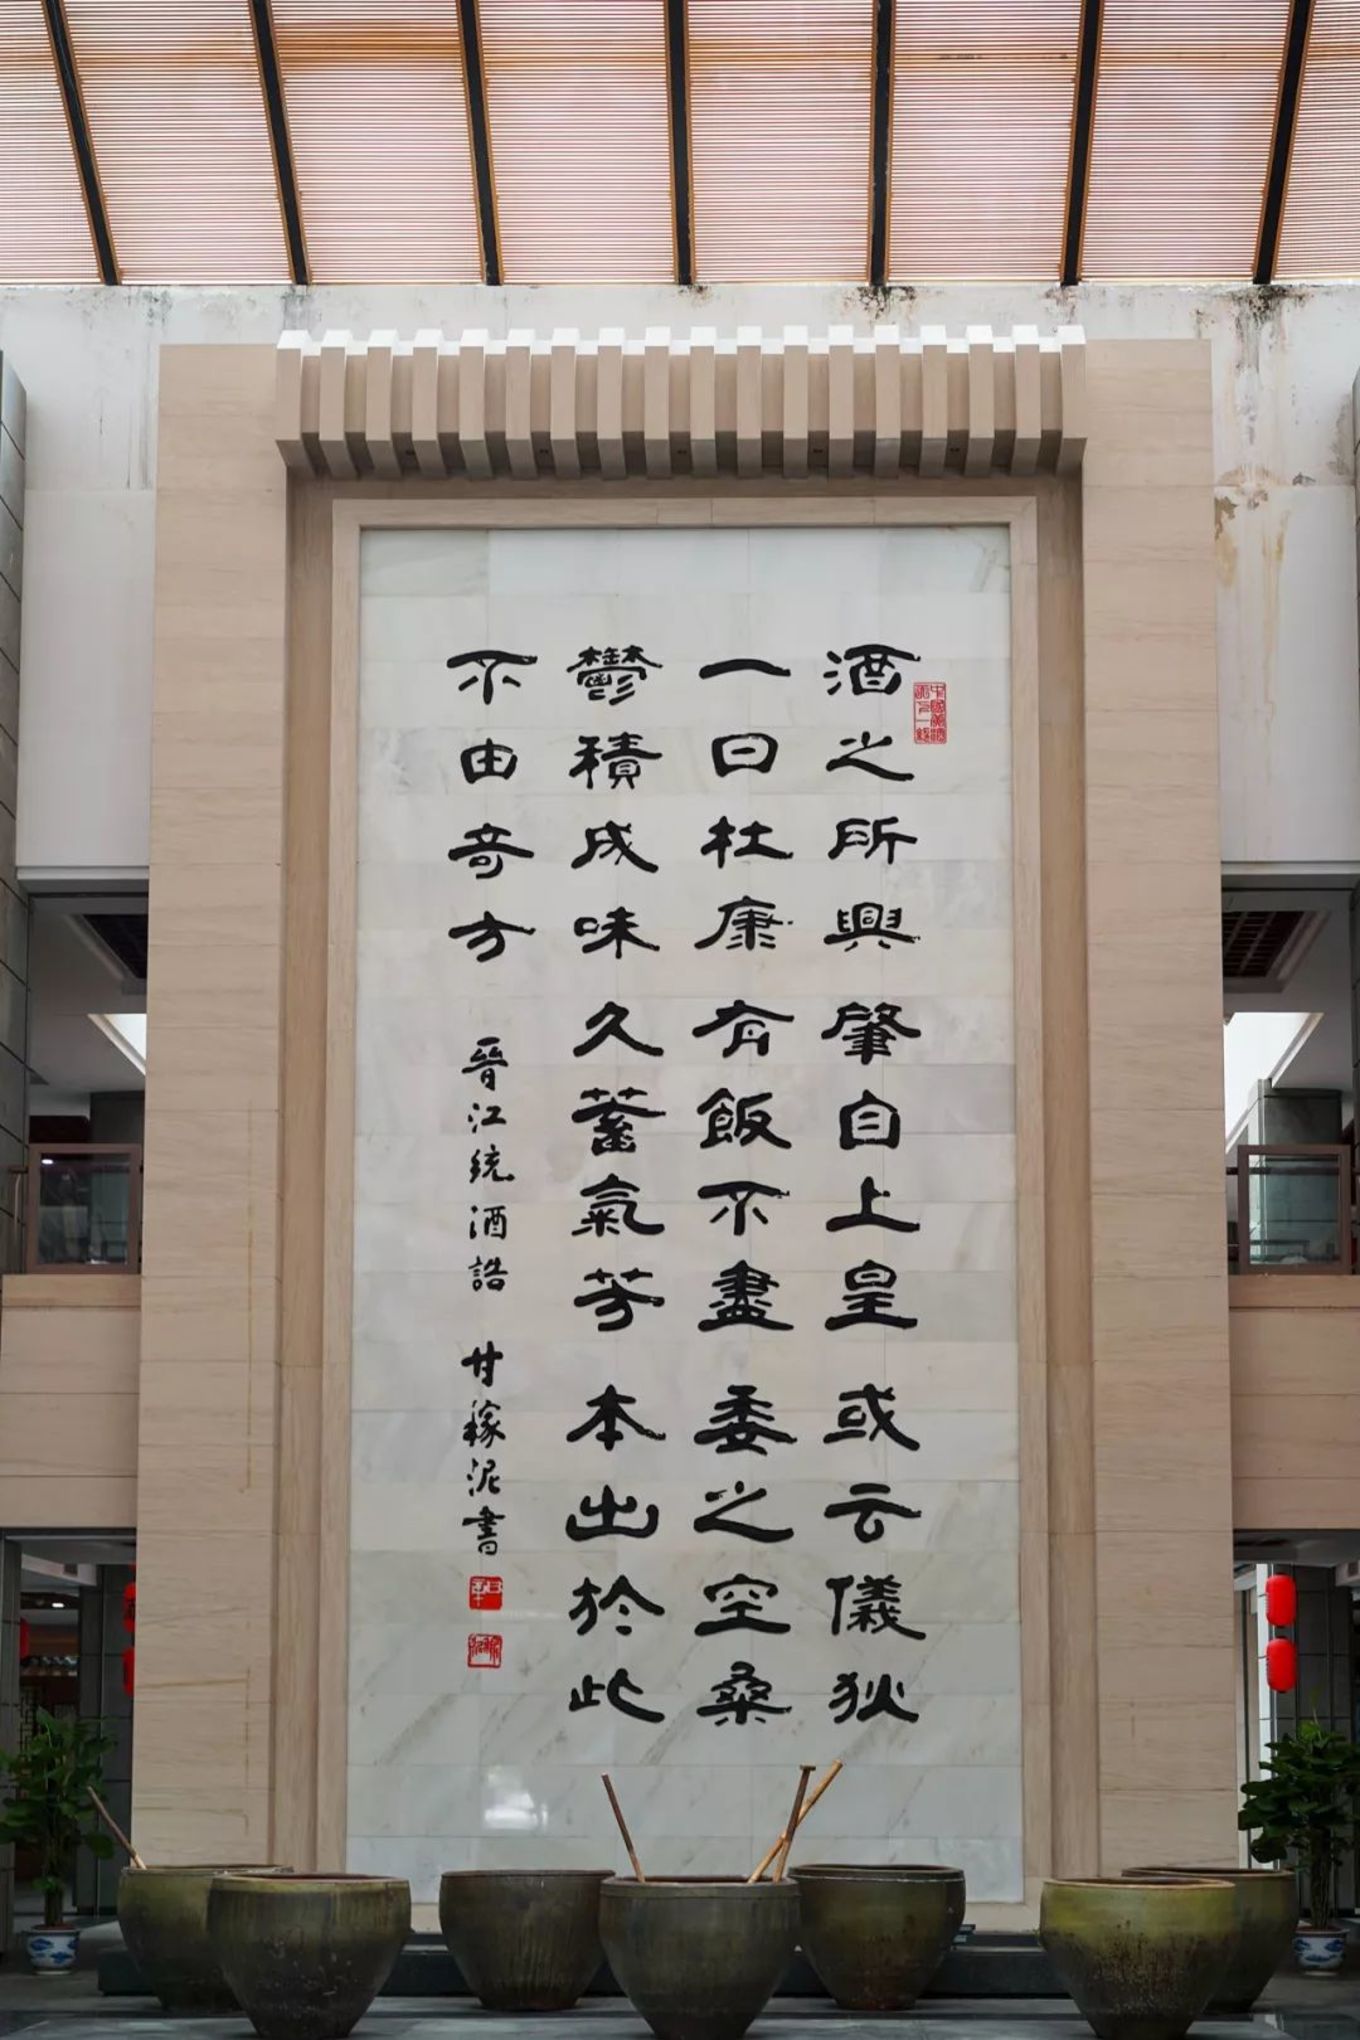 酒之所興肇自上皇或云儀狄
一曰杜康有飯不盡委之空桑
鬱積成味久蓄氣芳本出於此
不由奇方 晉江統酒誥 甘稼泥書